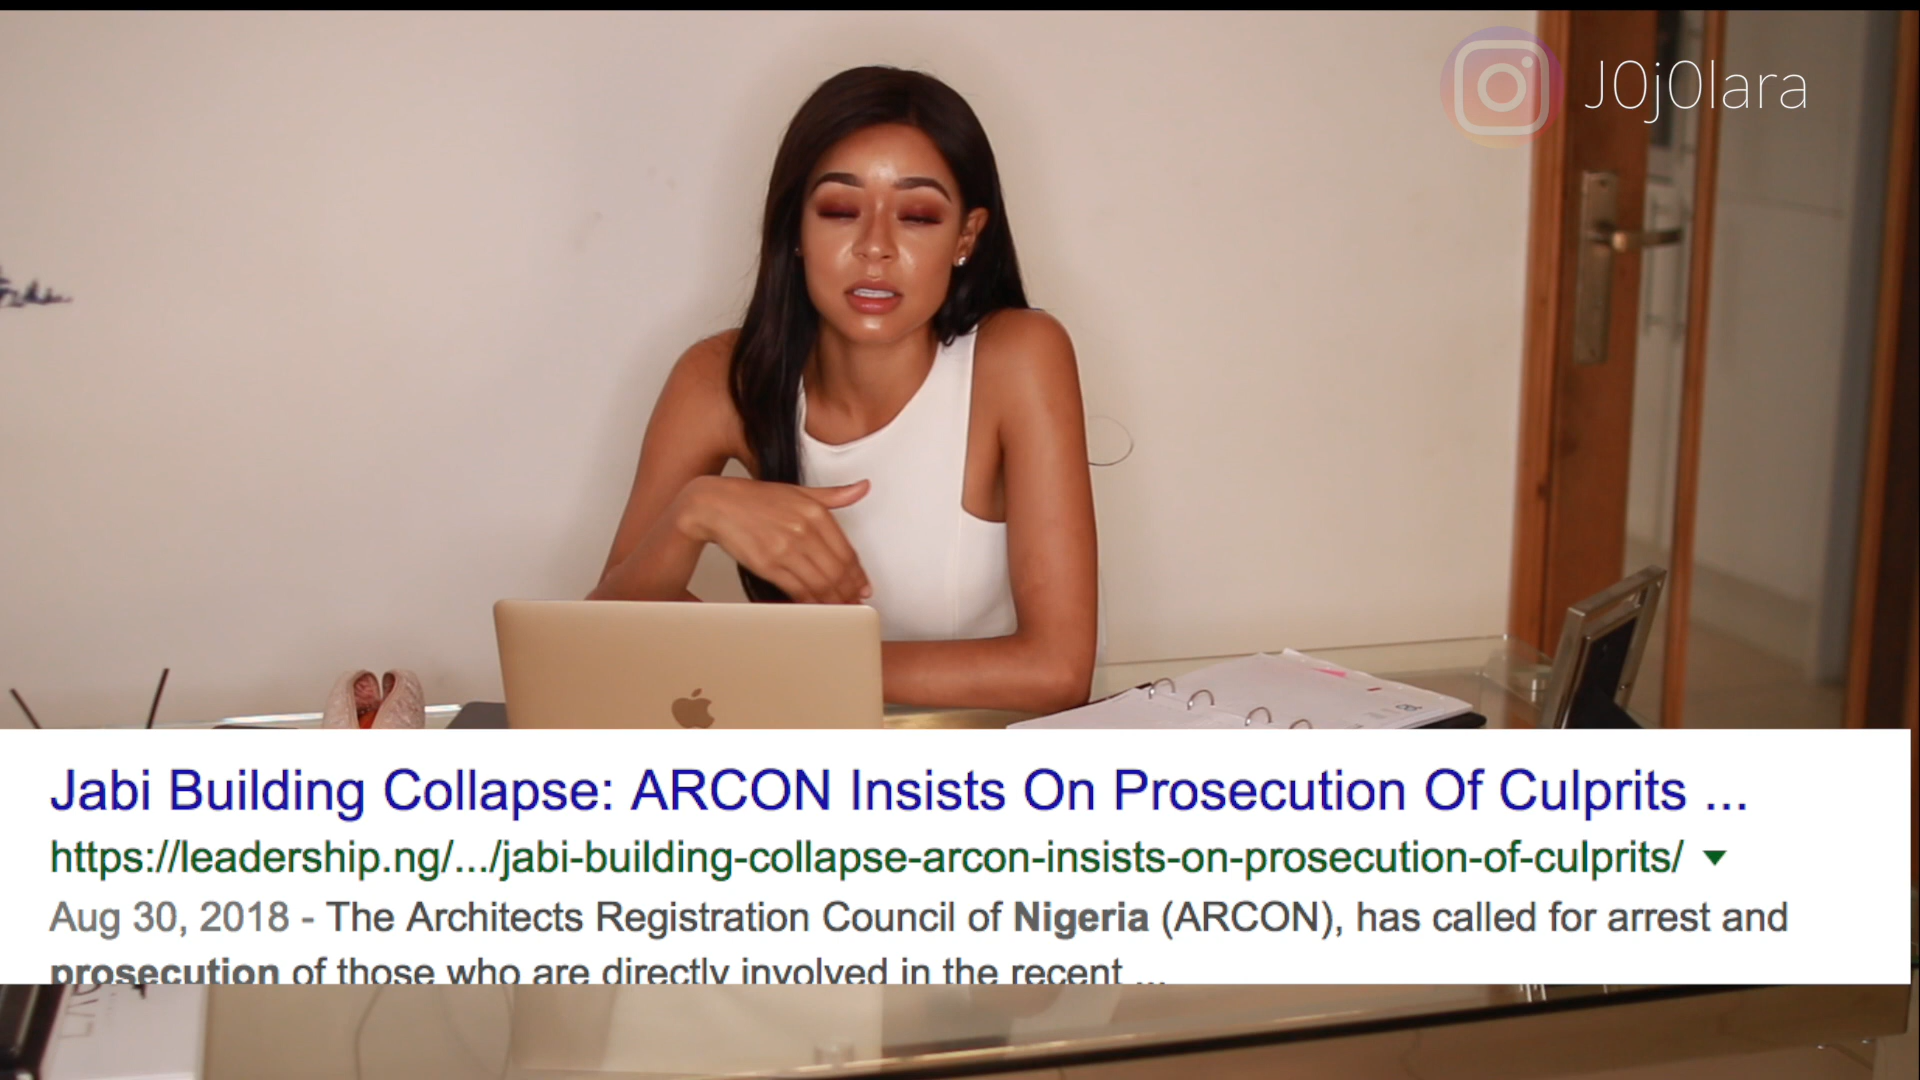 J0j0lara
Jabi Building Collapse: ARCON Insists On Prosecution Of Culprits ...
https://leadership.ng/.../jabi-building-collapse-arcon-insists-on-prosecution-of-culprits/
Aug 30, 2018 - The Architects Registration Council of Nigeria (ARCON), has called for arrest and
prosecution of those who are directly involved in the recent ...